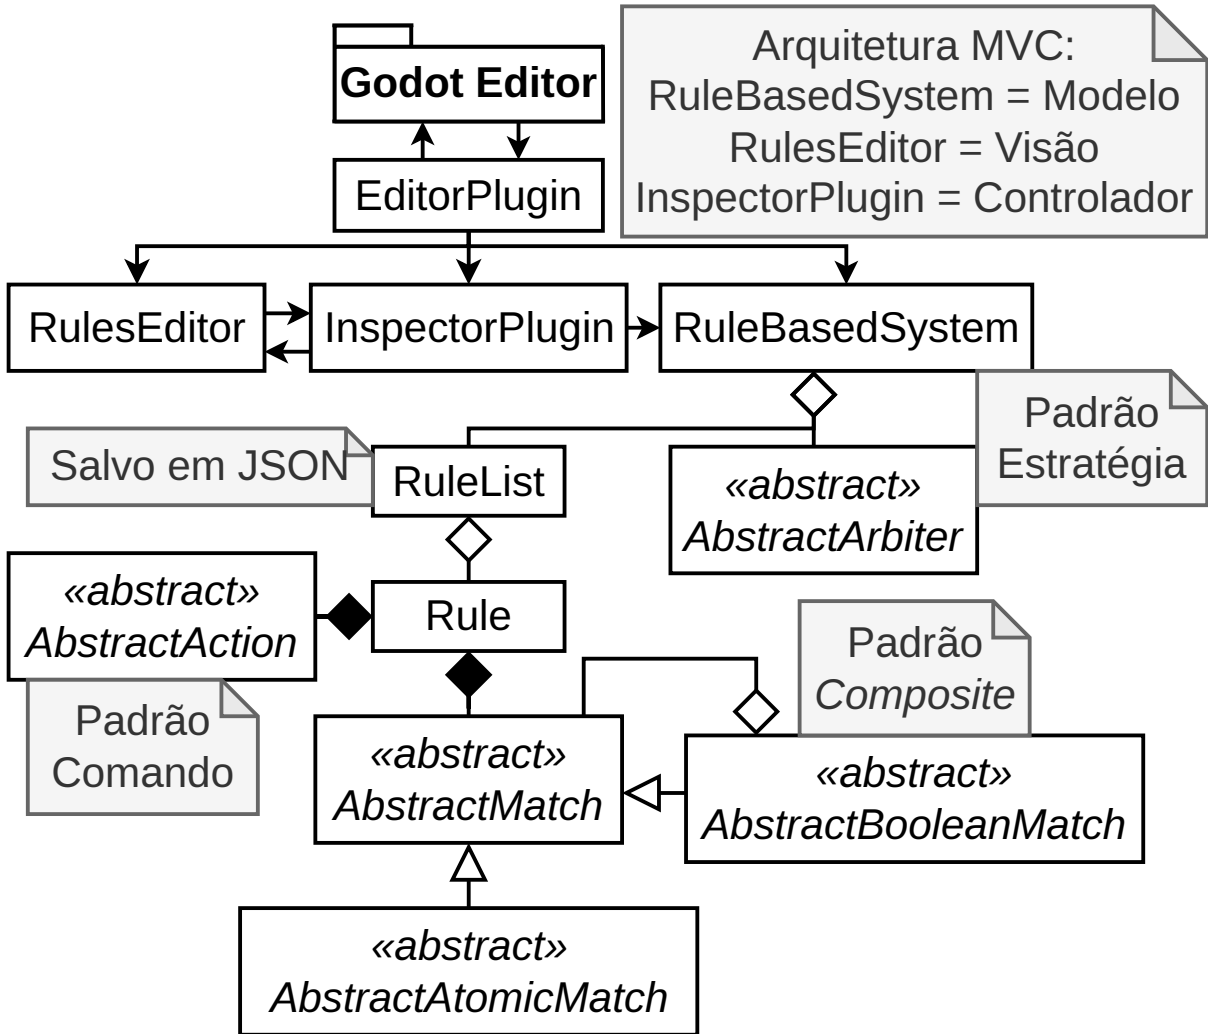 Godot Editor
Arquitetura MVC:
RuleBasedSystem = Modelo
RulesEditor = Visão
InspectorPlugin = Controlador
EditorPlugin
RulesEditor
InspectorPlugin
RuleBasedSystem
Padrão
Estratégia
Salvo em JSON
RuleList
«abstract»
AbstractArbiter
«abstract»
AbstractAction
Rule
Padrão
Composite
Padrão
Comando
«abstract»
AbstractMatch
«abstract»
AbstractBooleanMatch
«abstract»
AbstractAtomicMatch